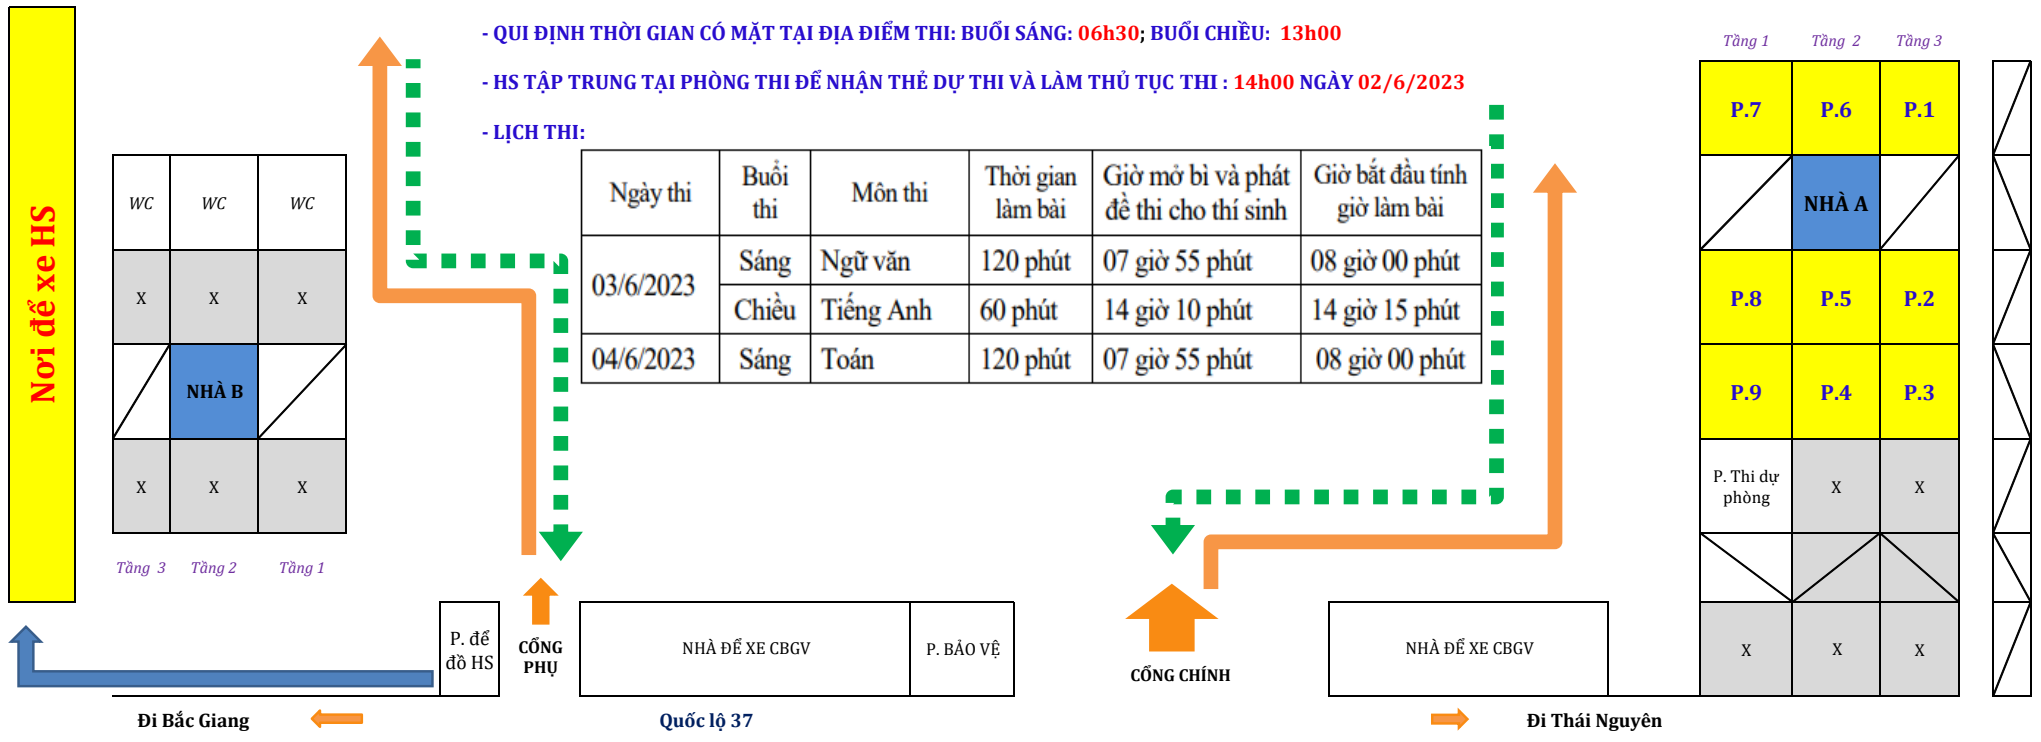 - QUI ĐỊNH THỜI GIAN CÓ MẶT TẠI ĐỊA ĐIỂM THI: BUỔI SÁNG: 06h30; BUỔI CHIỀU: 13h00
- HS TẬP TRUNG TẠI PHÒNG THI ĐỂ NHẬN THẺ DỰ THI VÀ LÀM THỦ TỤC THI : 14h00 NGÀY 02/6/2023
- LỊCH THI:
Ngày thi Buổi thi Môn thi Thời gian làm bài Giờ mở bì và phát đề thi cho thí sinh Giờ bắt đầu tính giờ làm bài
03/6/2023 Sáng Ngữ văn 120 phút 07 giờ 55 phút 08 giờ 00 phút
Chiều Tiếng Anh 60 phút 14 giờ 10 phút 14 giờ 15 phút
04/6/2023 Sáng Toán 120 phút 07 giờ 55 phút 08 giờ 00 phút
Nơi để xe HS
WC WC WC
X X X
NHÀ B
X X X
Tầng 3 Tầng 2 Tầng 1
Tầng 1 Tầng 2 Tầng 3
P.7 P.6 P.1
NHÀ A
P.8 P.5 P.2
P.9 P.4 P.3
P. Thi dự phòng X X
X X X
P. để
đồ HS
CỔNG
PHỤ
NHÀ ĐỂ XE CBGV
P. BẢO VỆ
CỔNG CHÍNH
NHÀ ĐỂ XE CBGV
Đi Bắc Giang
Quốc lộ 37
Đi Thái Nguyên